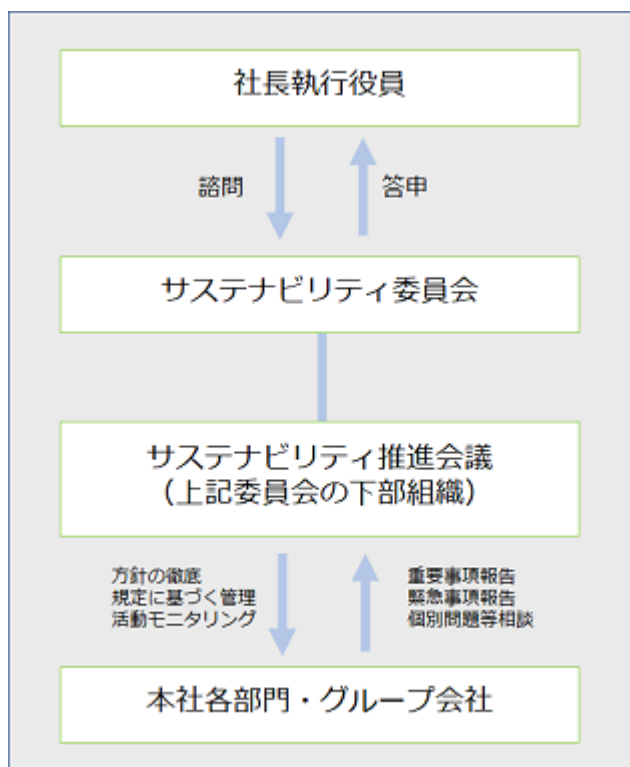 社長執行役員
諮問
答申
サステナビリティ委員会
サステナビリティ推進会議
（上記委員会の下部組織）
方針の徹底
規定に基づく管理
活動モニタリング
重要事項報告
緊急事項報告
個別問題等相談
本社各部門・グループ会社